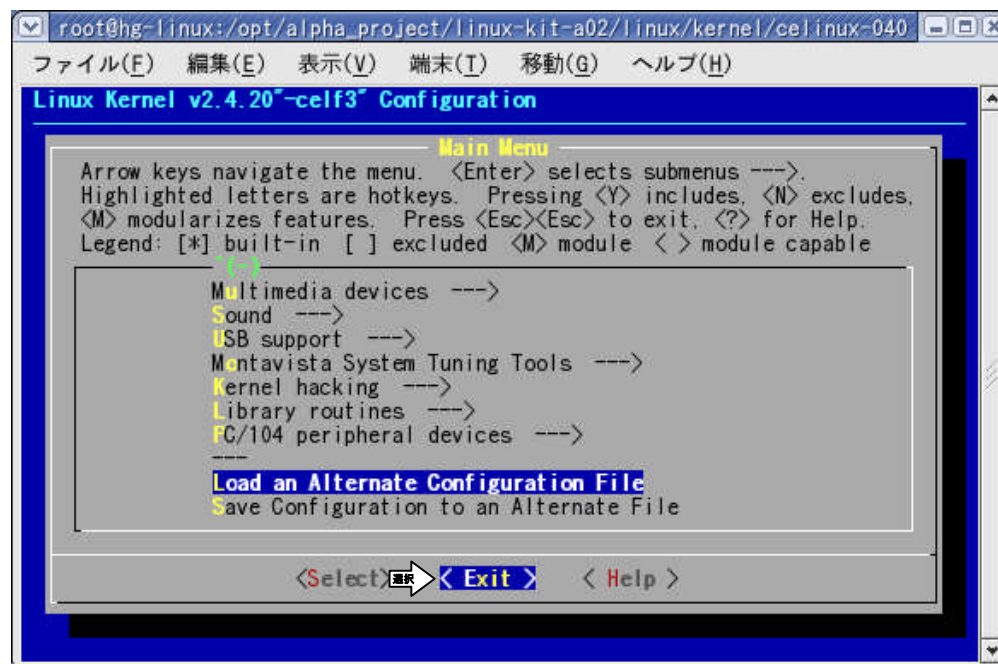 root@hg-linux:/opt/alpha_project/linux-kit-a02/linux/kernel/celinux-040
ファイル(F) 編集(E) 表示(V) 端末(T) 移動(G) ヘルプ(H)
Linux Kernel v2.4.20"-celf3" Configuration
Main Menu
Arrow keys navigate the menu. <Enter> selects submenus --->.
Highlighted letters are hotkeys. Pressing <Y> includes, <N> excludes,
<M> modularizes features. Press <Esc><Esc> to exit, <?> for Help.
Legend: [*] built-in [ ] excluded <M> module < > module capable
^(-)
Multimedia devices --->
Sound --->
USB support --->
Montavista System Tuning Tools --->
Kernel hacking --->
Library routines --->
PC/104 peripheral devices --->
---
Load an Alternate Configuration File
Save Configuration to an Alternate File
<Select> 選択 < Exit > < Help >